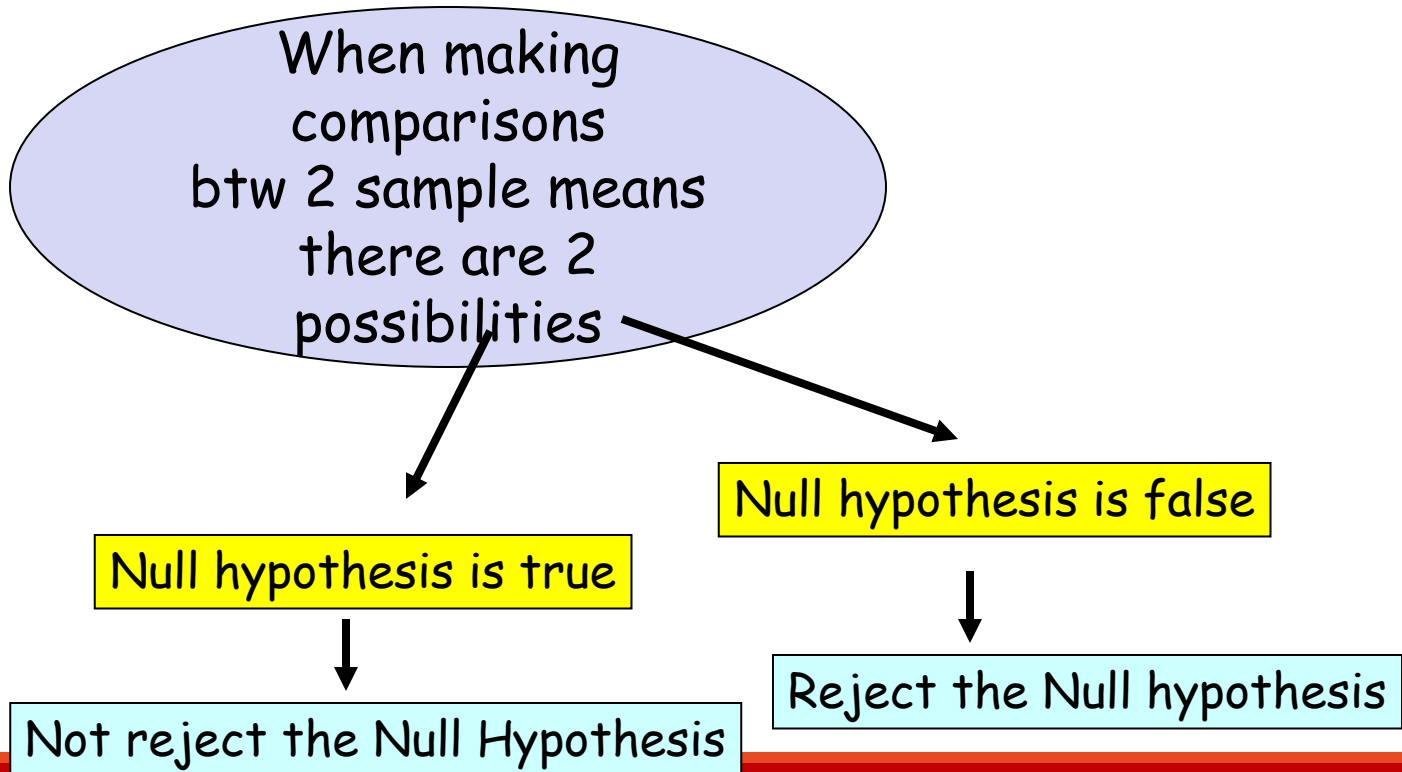 When making
comparisons
btw 2 sample means
there are 2
possibilities
Null hypothesis is false
Null hypothesis is true
Reject the Null hypothesis
Not reject the Null Hypothesis